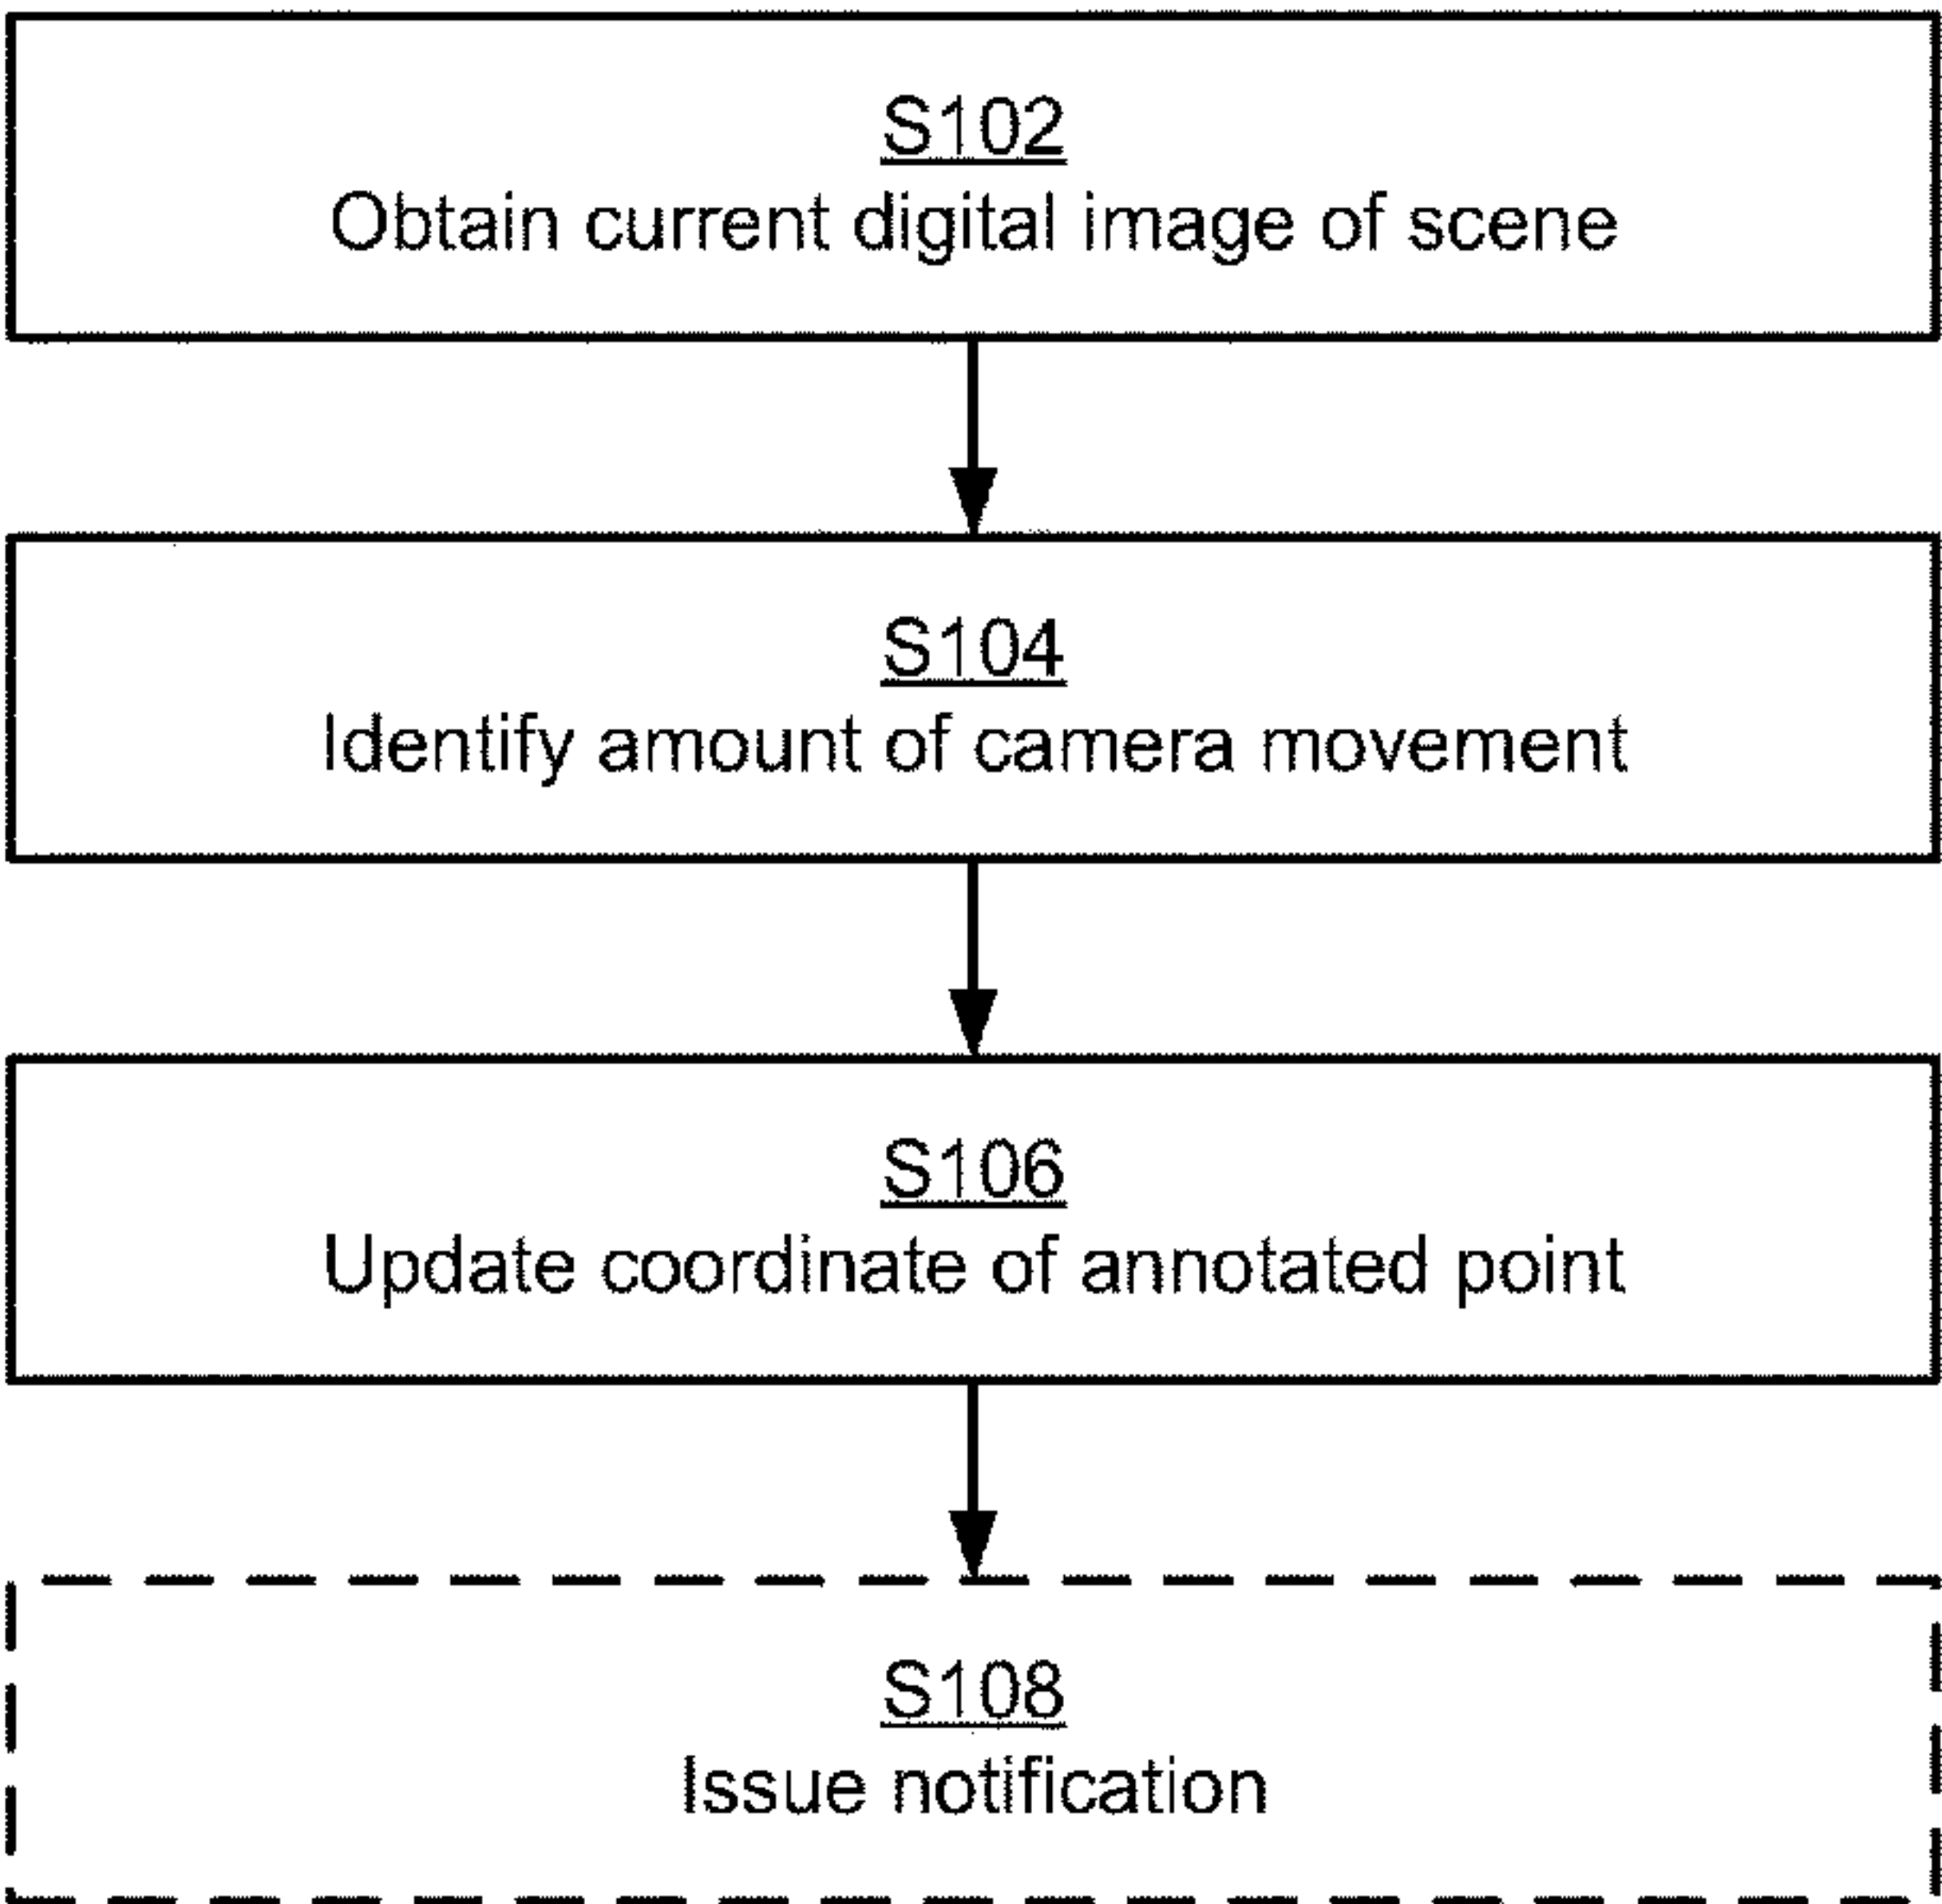 S102
Obtain current digital image of scene
S104
Identify amount of camera movement
S106
Update coordinate of annotated point
S108
Issue notification